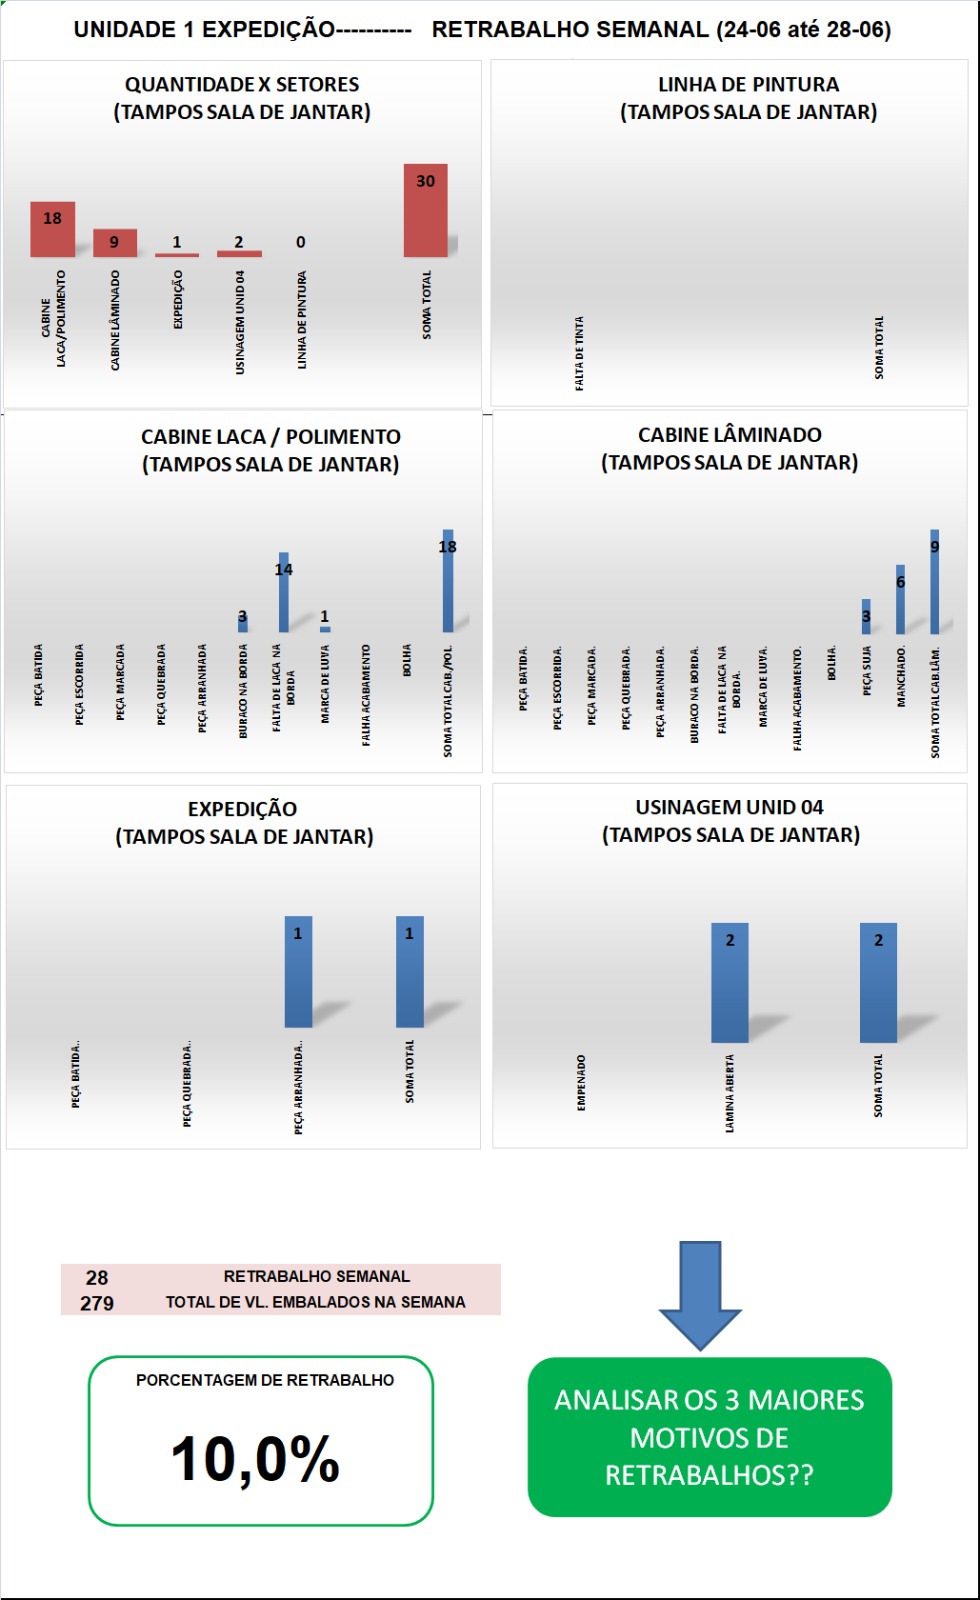 UNIDADE 1 EXPEDIÇÃO---------- RETRABALHO SEMANAL (24-06 até 28-06)
QUANTIDADE X SETORES
(TAMPOS SALA DE JANTAR)
18
9
1
2
0
30
CABINE
LACA/POLIMENTO
CABINE LÂMINADO
EXPEDIÇÃO
USINAGEM UNID 04
LINHA DE PINTURA
SOMA TOTAL
LINHA DE PINTURA
(TAMPOS SALA DE JANTAR)
FALTA DE TINTA
SOMA TOTAL
CABINE LACA / POLIMENTO
(TAMPOS SALA DE JANTAR)
3
14
1
18
PEÇA BATIDA
PEÇA ESCORRIDA
PEÇA MARCADA
PEÇA QUEBRADA
PEÇA ARRANHADA
BURACO NA BORDA
FALTA DE LACA NA
BORDA
MARCA DE LUVA
FALHA ACABAMENTO
BOLHA
SOMA TOTAL CAB./POL.
CABINE LÂMINADO
(TAMPOS SALA DE JANTAR)
3
6
9
PEÇA BATIDA.
PEÇA ESCORRIDA.
PEÇA MARCADA.
PEÇA QUEBRADA.
PEÇA ARRANHADA.
BURACO NA BORDA.
FALTA DE LACA NA
BORDA.
MARCA DE LUVA.
FALHA ACABAMENTO.
BOLHA.
PEÇA SUJA
MANCHADO.
SOMA TOTAL CAB.LÂM.
EXPEDIÇÃO
(TAMPOS SALA DE JANTAR)
1
1
PEÇA BATIDA..
PEÇA QUEBRADA..
PEÇA ARRANHADA..
SOMA TOTAL
USINAGEM UNID 04
(TAMPOS SALA DE JANTAR)
2
2
EMPENADO
LAMINA ABERTA
SOMA TOTAL
28 RETRABALHO SEMANAL
279 TOTAL DE VL. EMBALADOS NA SEMANA
PORCENTAGEM DE RETRABALHO
10,0%
ANALISAR OS 3 MAIORES
MOTIVOS DE
RETRABALHOS??